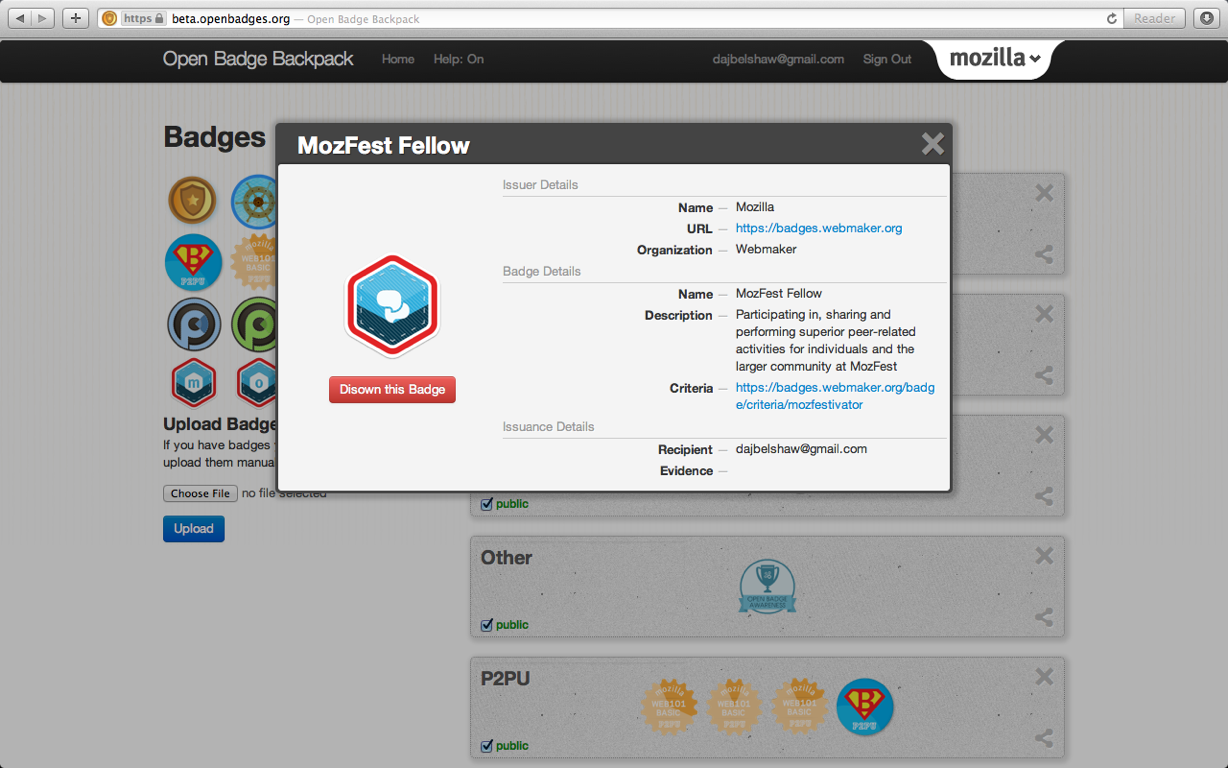 https beta.openbadges.org — Open Badge Backpack Reader
Open Badge Backpack Home Help: On dajbelshaw@gmail.com Sign Out mozilla
Badges
MozFest Fellow
Issuer Details
Name — Mozilla
URL — https://badges.webmaker.org
Organization — Webmaker
Badge Details
Name — MozFest Fellow
Description — Participating in, sharing and
performing superior peer-related
activities for individuals and the
larger community at MozFest
Criteria — https://badges.webmaker.org/badg
e/criteria/mozfestivator
Issuance Details
Recipient — dajbelshaw@gmail.com
Evidence —
Disown this Badge
B
P2PU
mozilla
WEB101
BASIC
P2PU
m
o
Upload Badge
If you have badges
upload them manua
Choose File no file selected
Upload
public
Other
OPEN BADGE
AWARENESS
public
P2PU
mozilla
WEB101
BASIC
P2PU
mozilla
WEB101
BASIC
P2PU
mozilla
WEB101
BASIC
P2PU
B
P2PU
public